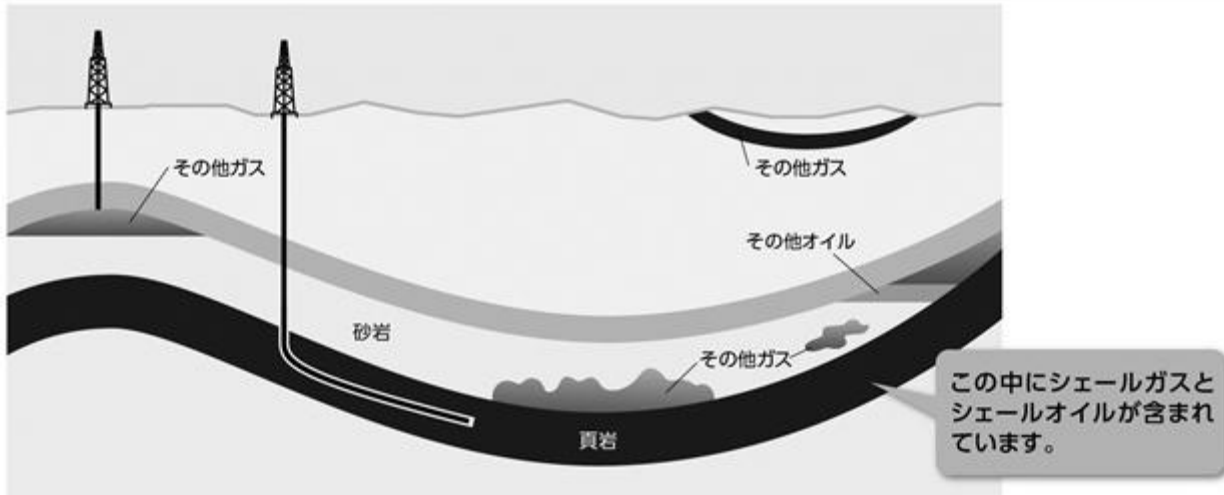 その他ガス
その他ガス
その他オイル
砂岩
その他ガス
頁岩
この中にシェールガスと
シェールオイルが含まれ
ています。